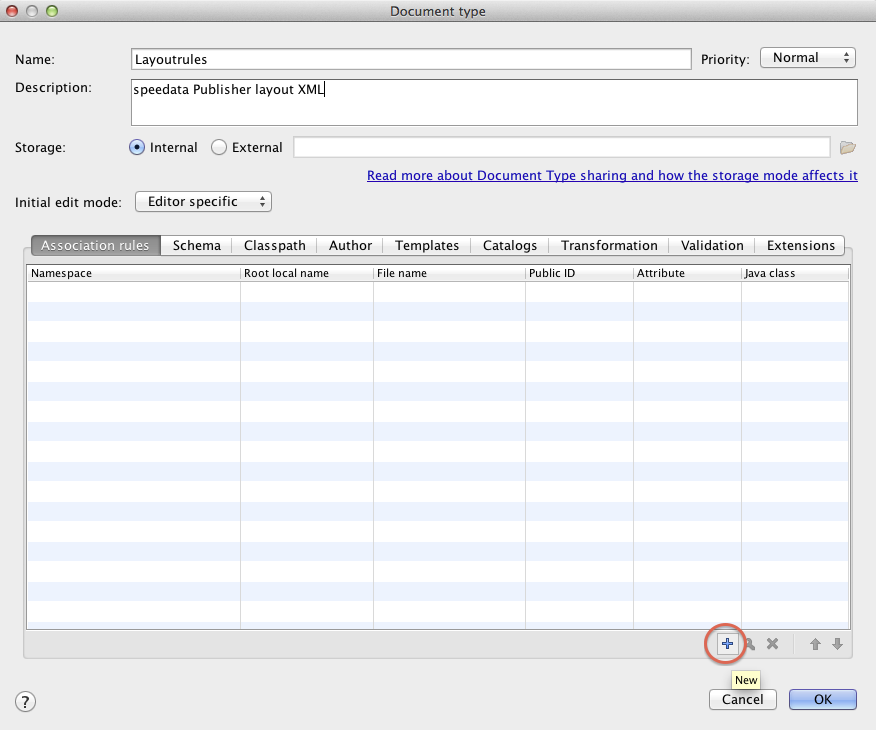 Document type
Name: Layoutrules Priority: Normal
Description: speedata Publisher layout XML
Storage: Internal External
Read more about Document Type sharing and how the storage mode affects it
Initial edit mode: Editor specific
Association rules Schema Classpath Author Templates Catalogs Transformation Validation Extensions
Namespace Root local name File name Public ID Attribute Java class
New
? Cancel OK